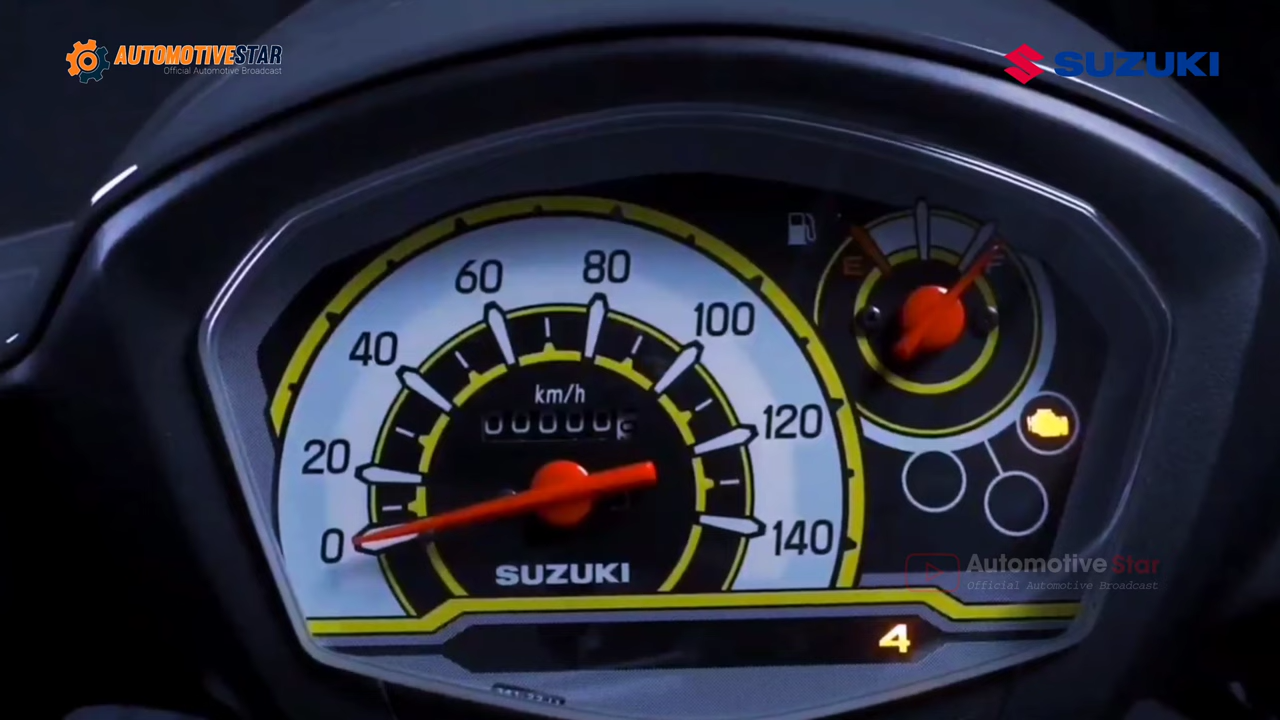 AUTOMOTIVESTAR
Official Automotive Broadcast
SUZUKI
60
80
40
100
E
F
km/h
00000
20
120
0
140
SUZUKI
Automotive Star
Official Automotive Broadcast
4